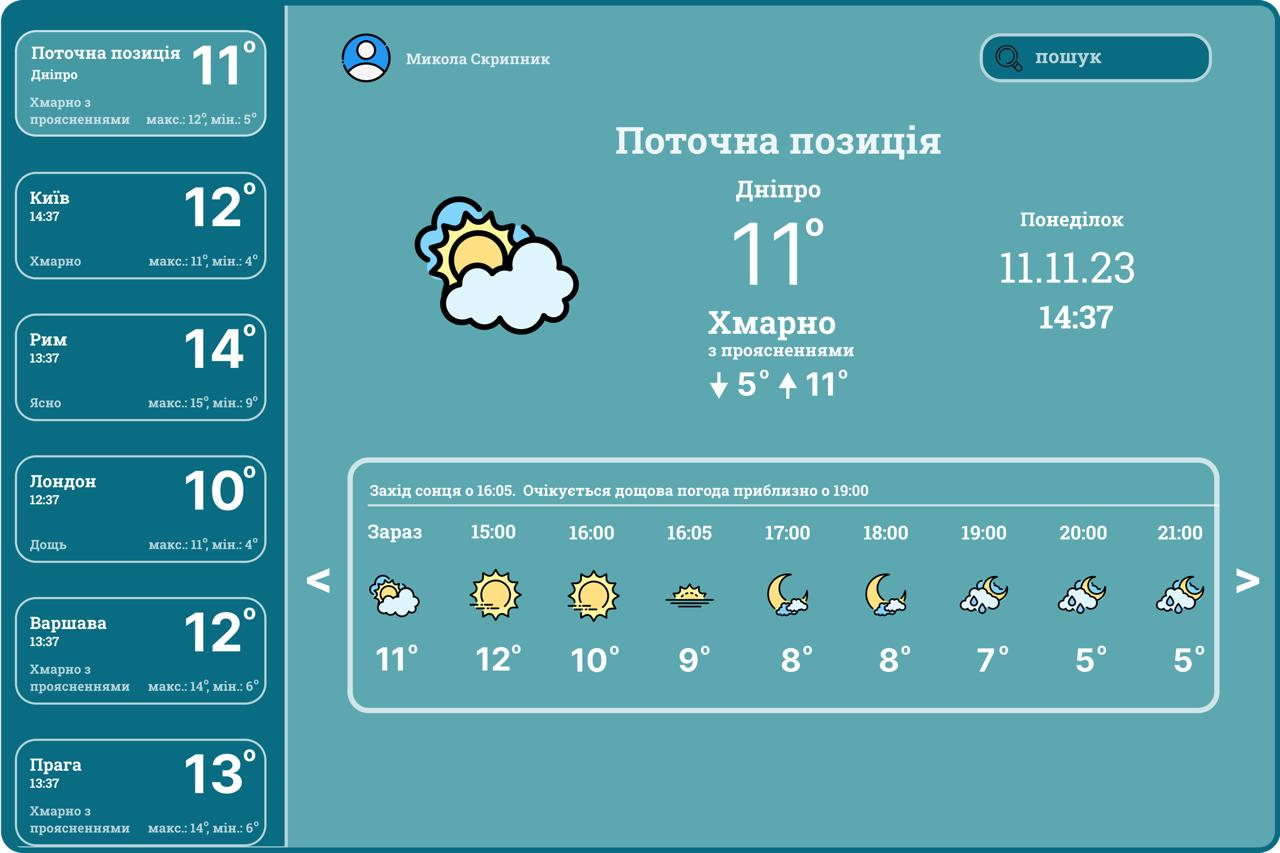 Поточна позиція 11°
Дніпро
Хмарно з
проясненнями макс.: 12°, мін.: 5°
Київ 12°
14:37
Хмарно макс.: 11°, мін.: 4°
Рим 14°
13:37
Ясно макс.: 15°, мін.: 9°
Лондон 10°
12:37
Дощь макс.: 11°, мін.: 4°
Варшава 12°
13:37
Хмарно з
проясненнями макс.: 14°, мін.: 6°
Прага 13°
13:37
Хмарно з
проясненнями макс.: 14°, мін.: 6°
Микола Скрипник
пошук
Поточна позиція
Дніпро
11°
Хмарно
з проясненнями
5° 11°
Понеділок
11.11.23
14:37
Захід сонця о 16:05. Очікується дощова погода приблизно о 19:00
Зараз 15:00 16:00 16:05 17:00 18:00 19:00 20:00 21:00
< >
11° 12° 10° 9° 8° 8° 7° 5° 5°